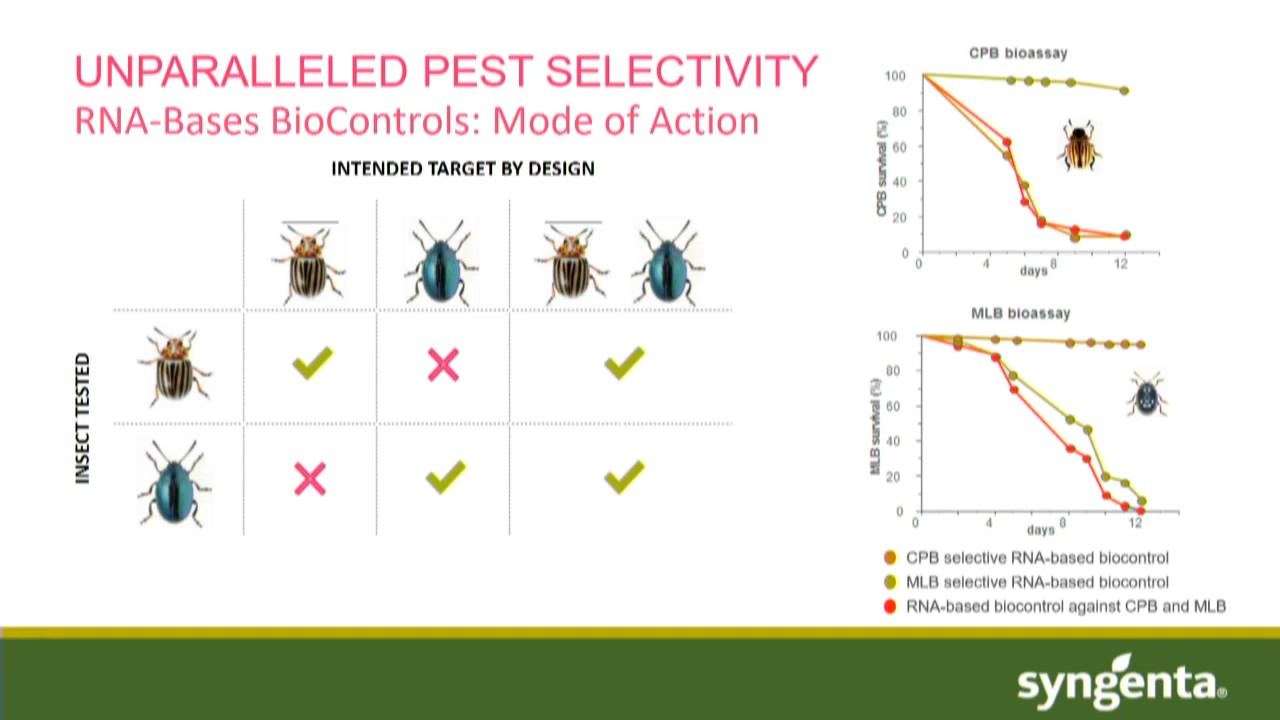 UNPARALLELED PEST SELECTIVITY
RNA-Bases BioControls: Mode of Action
INTENDED TARGET BY DESIGN
INSECT TESTED
CPB bioassay
CPB survival (%)
100
80
60
40
20
0
0 4 8 12
days
MLB bioassay
MLB survival (%)
100
80
60
40
20
0
0 4 8 12
days
CPB selective RNA-based biocontrol
MLB selective RNA-based biocontrol
RNA-based biocontrol against CPB and MLB
syngenta®